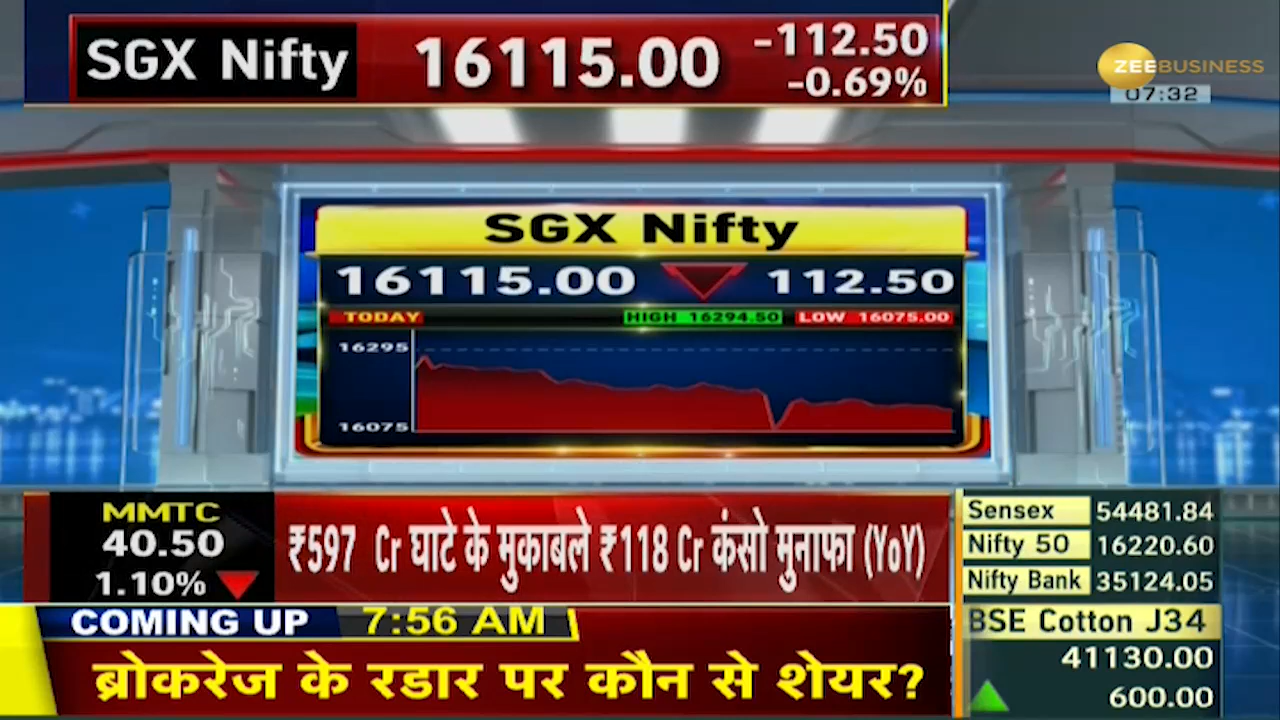 SGX Nifty
16115.00
-112.50
-0.69%
ZEEBUSINESS
07:32
SGX Nifty
16115.00
112.50
TODAY
HIGH 16294.50
LOW 16075.00
16295
16075
MMTC
40.50
1.10%
₹597 Cr घाटे के मुकाबले ₹118 Cr कंसो मुनाफा (YoY)
Sensex 54481.84
Nifty 50 16220.60
Nifty Bank 35124.05
BSE Cotton J34
41130.00
600.00
COMING UP 7:56 AM
ब्रोकरेज के रडार पर कौन से शेयर?